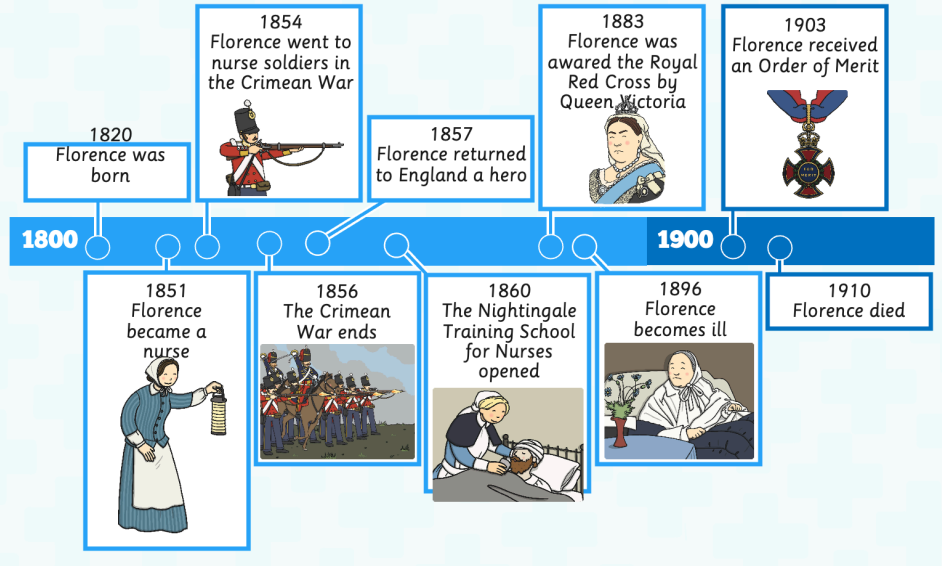 1820
Florence was
born
1854
Florence went to
nurse soldiers in
the Crimean War
1857
Florence returned
to England a hero
1883
Florence was
awared the Royal
Red Cross by
Queen Victoria
1903
Florence received
an Order of Merit
FOR
MERIT
1800
1900
1851
Florence
became a
nurse
1856
The Crimean
War ends
1860
The Nightingale
Training School
for Nurses
opened
1896
Florence
becomes ill
1910
Florence died